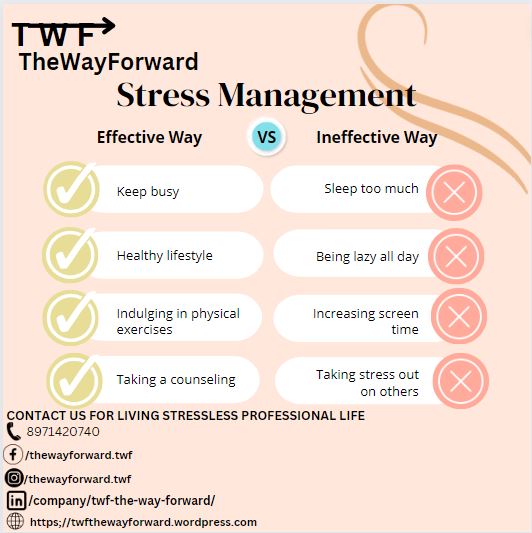 TWF
TheWayForward
Stress Management
Effective Way
VS
Ineffective Way
Keep busy
Sleep too much
Healthy lifestyle
Being lazy all day
Indulging in physical
exercises
Increasing screen
time
Taking a counseling
Taking stress out
on others
CONTACT US FOR LIVING STRESSLESS PROFESSIONAL LIFE
8971420740
/thewayforward.twf
/thewayforward.twf
/company/twf-the-way-forward/
https;//twfthewayforward.wordpress.com